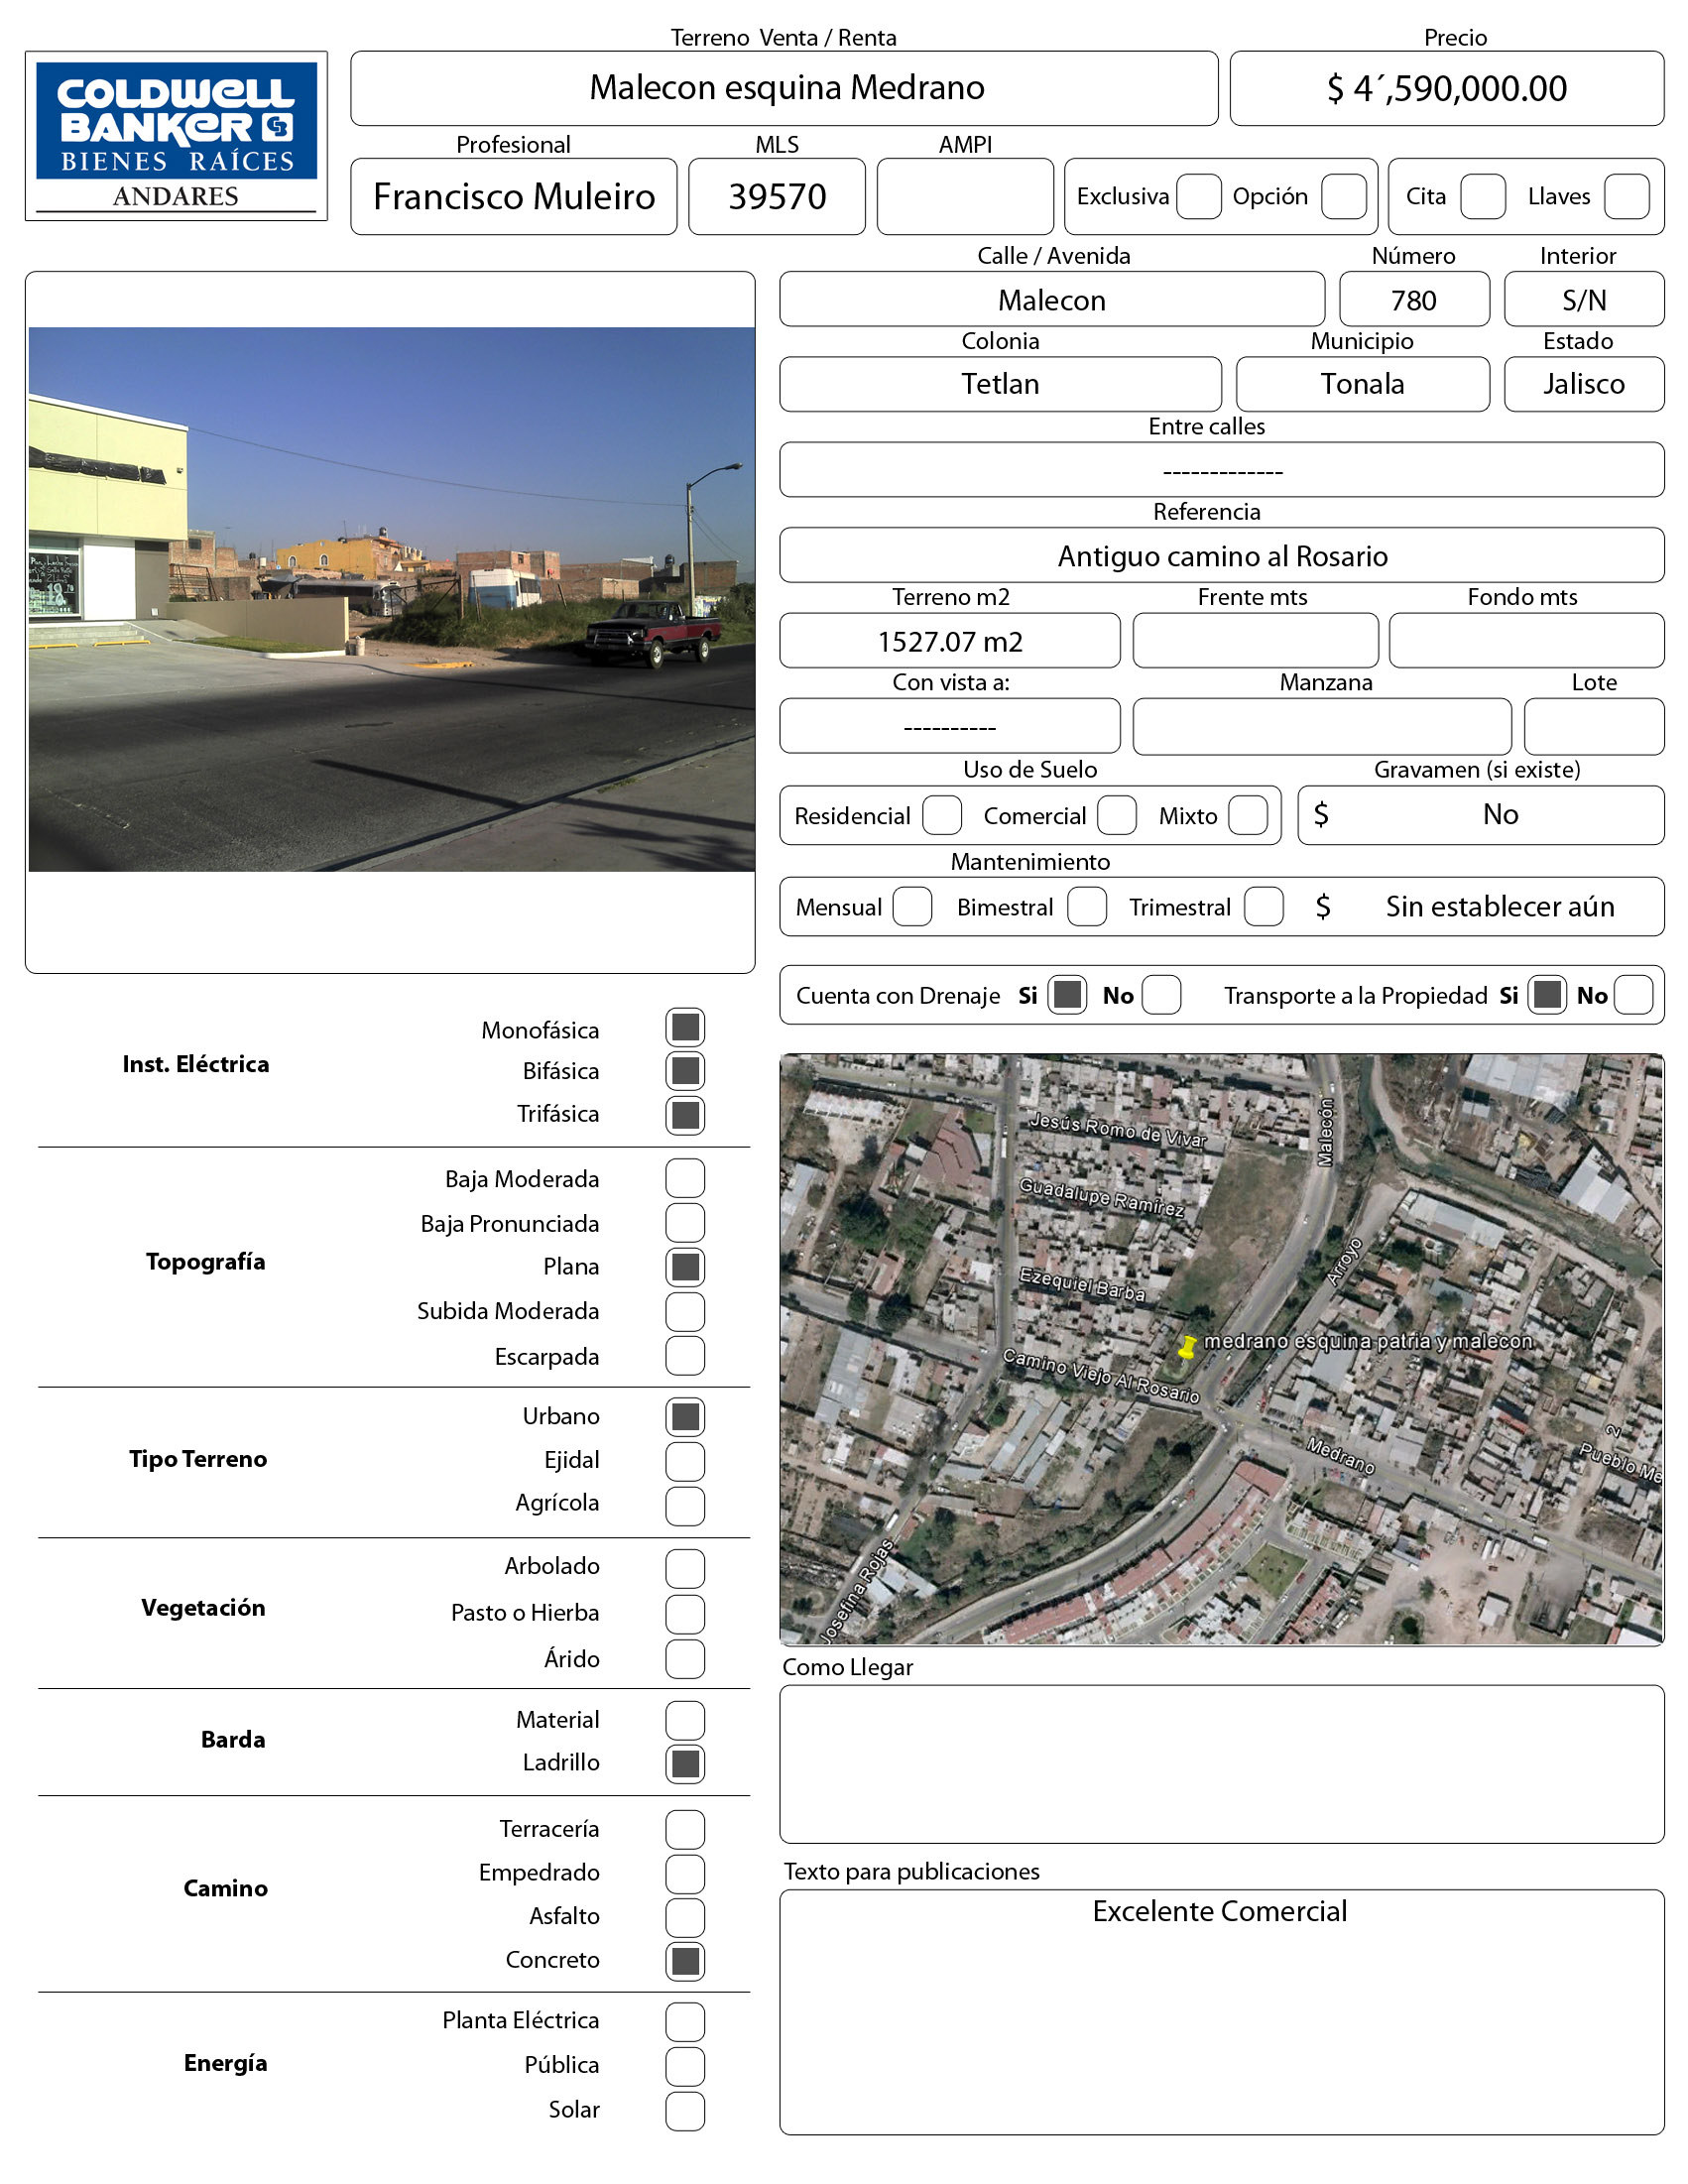 COLDWELL
BANKER CB
BIENES RAÍCES
ANDARES
Terreno Venta / Renta
Malecon esquina Medrano
Precio
$ 4´,590,000.00
Profesional
Francisco Muleiro
MLS
39570
AMPI
Exclusiva
Opción
Cita
Llaves
Calle / Avenida
Malecon
Número
780
Interior
S/N
Colonia
Tetlan
Municipio
Tonala
Estado
Jalisco
Entre calles
-------------
Referencia
Antiguo camino al Rosario
Terreno m2
1527.07 m2
Frente mts
Fondo mts
Con vista a:
----------
Manzana
Lote
Uso de Suelo
Residencial
Comercial
Mixto
Gravamen (si existe)
$ No
Mantenimiento
Mensual
Bimestral
Trimestral
$ Sin establecer aún
Cuenta con Drenaje Si No
Transporte a la Propiedad Si No
Inst. Eléctrica
Monofásica
Bifásica
Trifásica
Topografía
Baja Moderada
Baja Pronunciada
Plana
Subida Moderada
Escarpada
Tipo Terreno
Urbano
Ejidal
Agrícola
Vegetación
Arbolado
Pasto o Hierba
Árido
Barda
Material
Ladrillo
Camino
Terracería
Empedrado
Asfalto
Concreto
Energía
Planta Eléctrica
Pública
Solar
Jesús Romo de Vivar
Malecón
Guadalupe Ramírez
Arroyo
Ezequiel Barba
medrano esquina patria y malecon
Camino Viejo Al Rosario
Medrano
2
Pueblo Me
Josefina Rojas
Como Llegar
Texto para publicaciones
Excelente Comercial